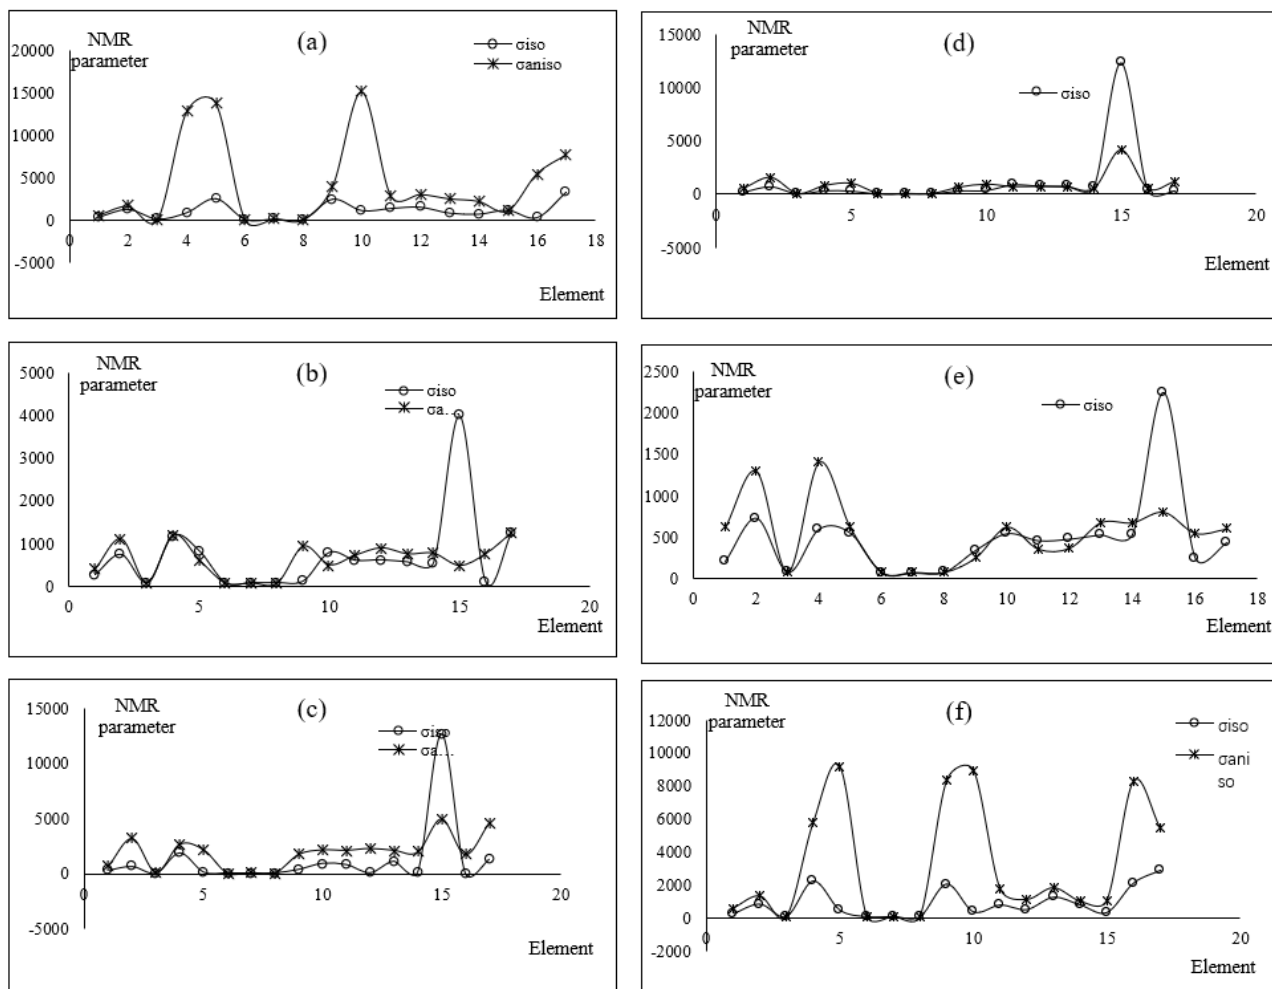 NMR
parameter
(a)
σiso
σaniso
20000
15000
10000
5000
0
-5000
0 2 4 6 8 10 12 14 16 18
Element
NMR
parameter
(d)
σiso
15000
10000
5000
0
-5000
0 5 10 15 20
Element
NMR
parameter
(b)
σiso
σa...
5000
4000
3000
2000
1000
0
0 5 10 15 20
Element
NMR
parameter
(e)
σiso
2500
2000
1500
1000
500
0
0 2 4 6 8 10 12 14 16 18
Element
NMR
parameter
(c)
σiso
σa...
15000
10000
5000
0
-5000
0 5 10 15 20
Element
NMR
parameter
(f)
σiso
σani
so
12000
10000
8000
6000
4000
2000
0
-2000
0 5 10 15 20
Element